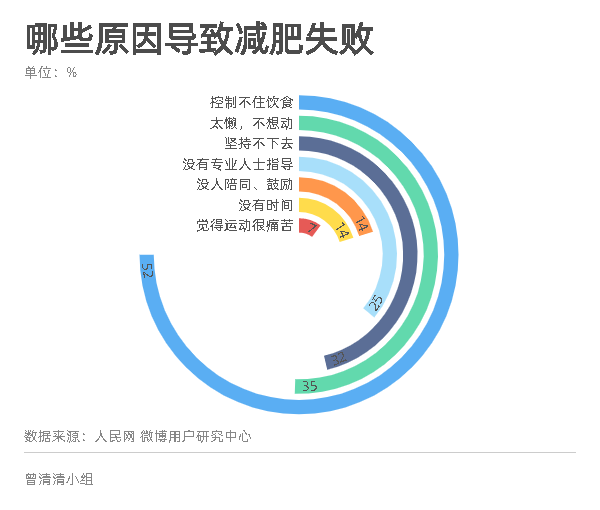 哪些原因导致减肥失败
单位：%
控制不住饮食
太懒，不想动
坚持不下去
没有专业人士指导
没人陪同、鼓励
没有时间
觉得运动很痛苦
14
14
7
52
25
32
35
数据来源：人民网 微博用户研究中心
曾清清小组